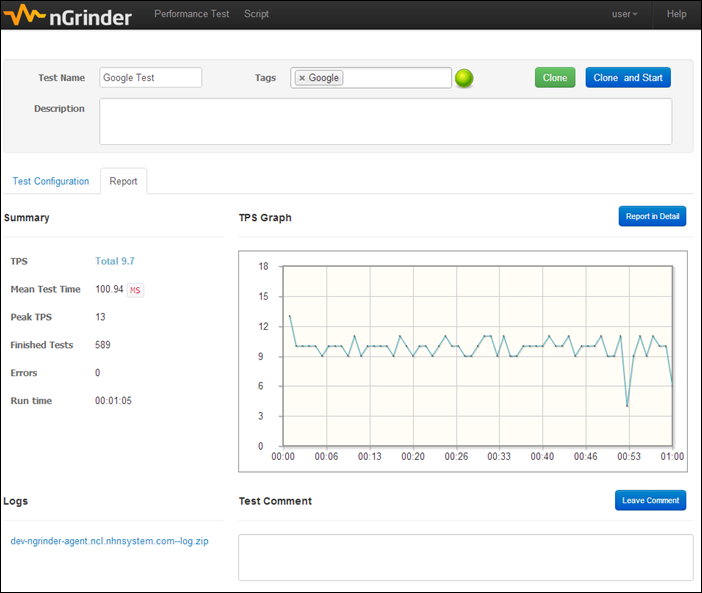 nGrinder Performance Test Script user Help
Test Name Google Test Tags × Google Clone Clone and Start
Description
Test Configuration Report
Summary TPS Graph Report in Detail
TPS Total 9.7
Mean Test Time 100.94 MS
Peak TPS 13
Finished Tests 589
Errors 0
Run time 00:01:05
18
15
12
9
6
3
0
00:00 00:06 00:13 00:20 00:26 00:33 00:40 00:46 00:53 01:00
Logs Test Comment Leave Comment
dev-ngrinder-agent.ncl.nhnsystem.com--log.zip